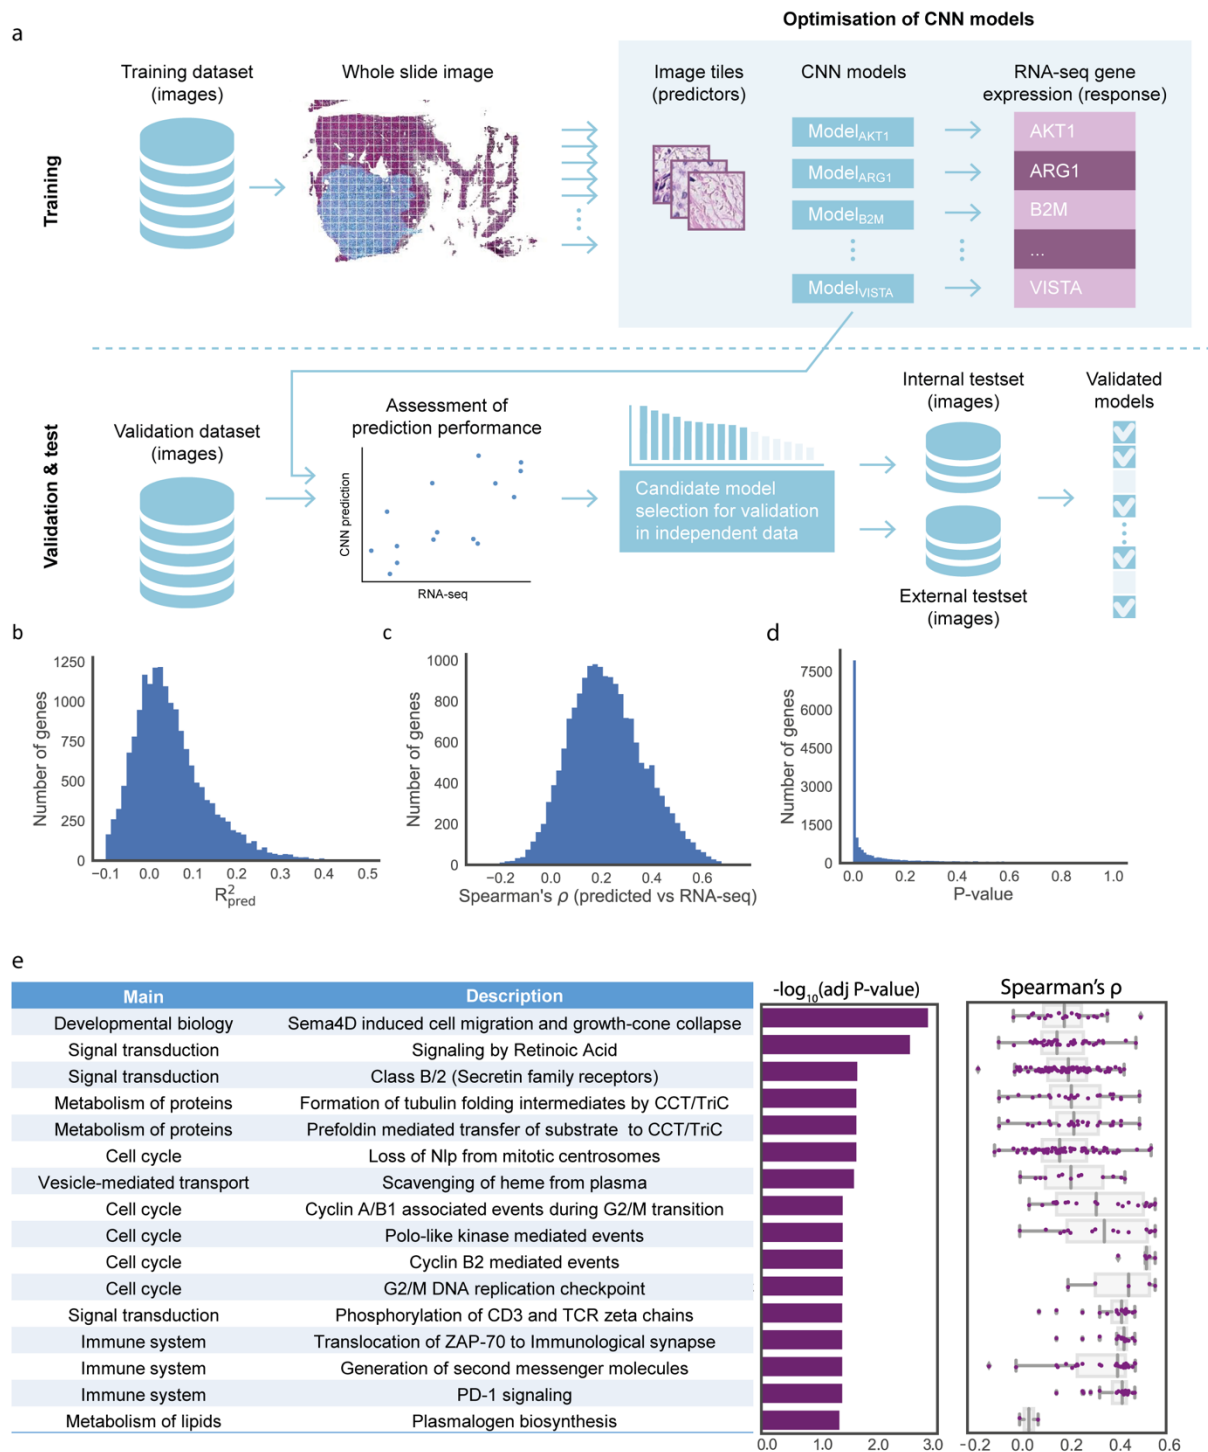 a
Optimisation of CNN models
Training dataset
(images)
Whole slide image
Image tiles
(predictors)
CNN models
RNA-seq gene
expression (response)
Training
Model_AKT1
AKT1
Model_ARG1
ARG1
Model_B2M
B2M
...
Model_VISTA
VISTA
Validation & test
Validation dataset
(images)
Assessment of
prediction performance
CNN prediction
RNA-seq
Candidate model
selection for validation
in independent data
Internal testset
(images)
External testset
(images)
Validated
models
b
Number of genes
1250
1000
750
500
250
0
−0.1 0.0 0.1 0.2 0.3 0.4 0.5
R²pred
c
Number of genes
1000
800
600
400
200
0
−0.2 0.0 0.2 0.4 0.6
Spearman's ρ (predicted vs RNA-seq)
d
Number of genes
7500
6000
4500
3000
1500
0
0.0 0.2 0.4 0.6 0.8 1.0
P-value
e
Main Description -log₁₀(adj P-value) Spearman's ρ
Developmental biology Sema4D induced cell migration and growth-cone collapse
Signal transduction Signaling by Retinoic Acid
Signal transduction Class B/2 (Secretin family receptors)
Metabolism of proteins Formation of tubulin folding intermediates by CCT/TriC
Metabolism of proteins Prefoldin mediated transfer of substrate to CCT/TriC
Cell cycle Loss of Nlp from mitotic centrosomes
Vesicle-mediated transport Scavenging of heme from plasma
Cell cycle Cyclin A/B1 associated events during G2/M transition
Cell cycle Polo-like kinase mediated events
Cell cycle Cyclin B2 mediated events
Cell cycle G2/M DNA replication checkpoint
Signal transduction Phosphorylation of CD3 and TCR zeta chains
Immune system Translocation of ZAP-70 to Immunological synapse
Immune system Generation of second messenger molecules
Immune system PD-1 signaling
Metabolism of lipids Plasmalogen biosynthesis
0.0 1.0 2.0 3.0
−0.2 0.0 0.2 0.4 0.6